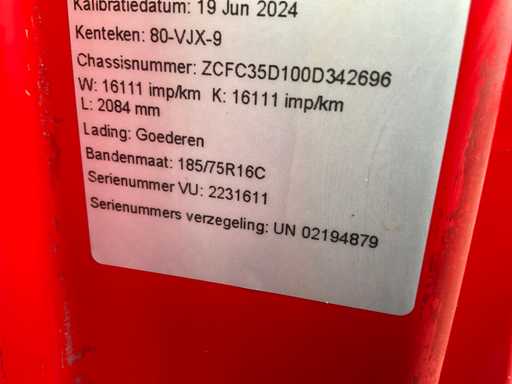 Kalibratiedatum: 19 Jun 2024
Kenteken: 80-VJX-9
Chassisnummer: ZCFC35D100D342696
W: 16111 imp/km K: 16111 imp/km
L: 2084 mm
Lading: Goederen
Bandenmaat: 185/75R16C
Serienummer VU: 2231611
Serienummers verzegeling: UN 02194879